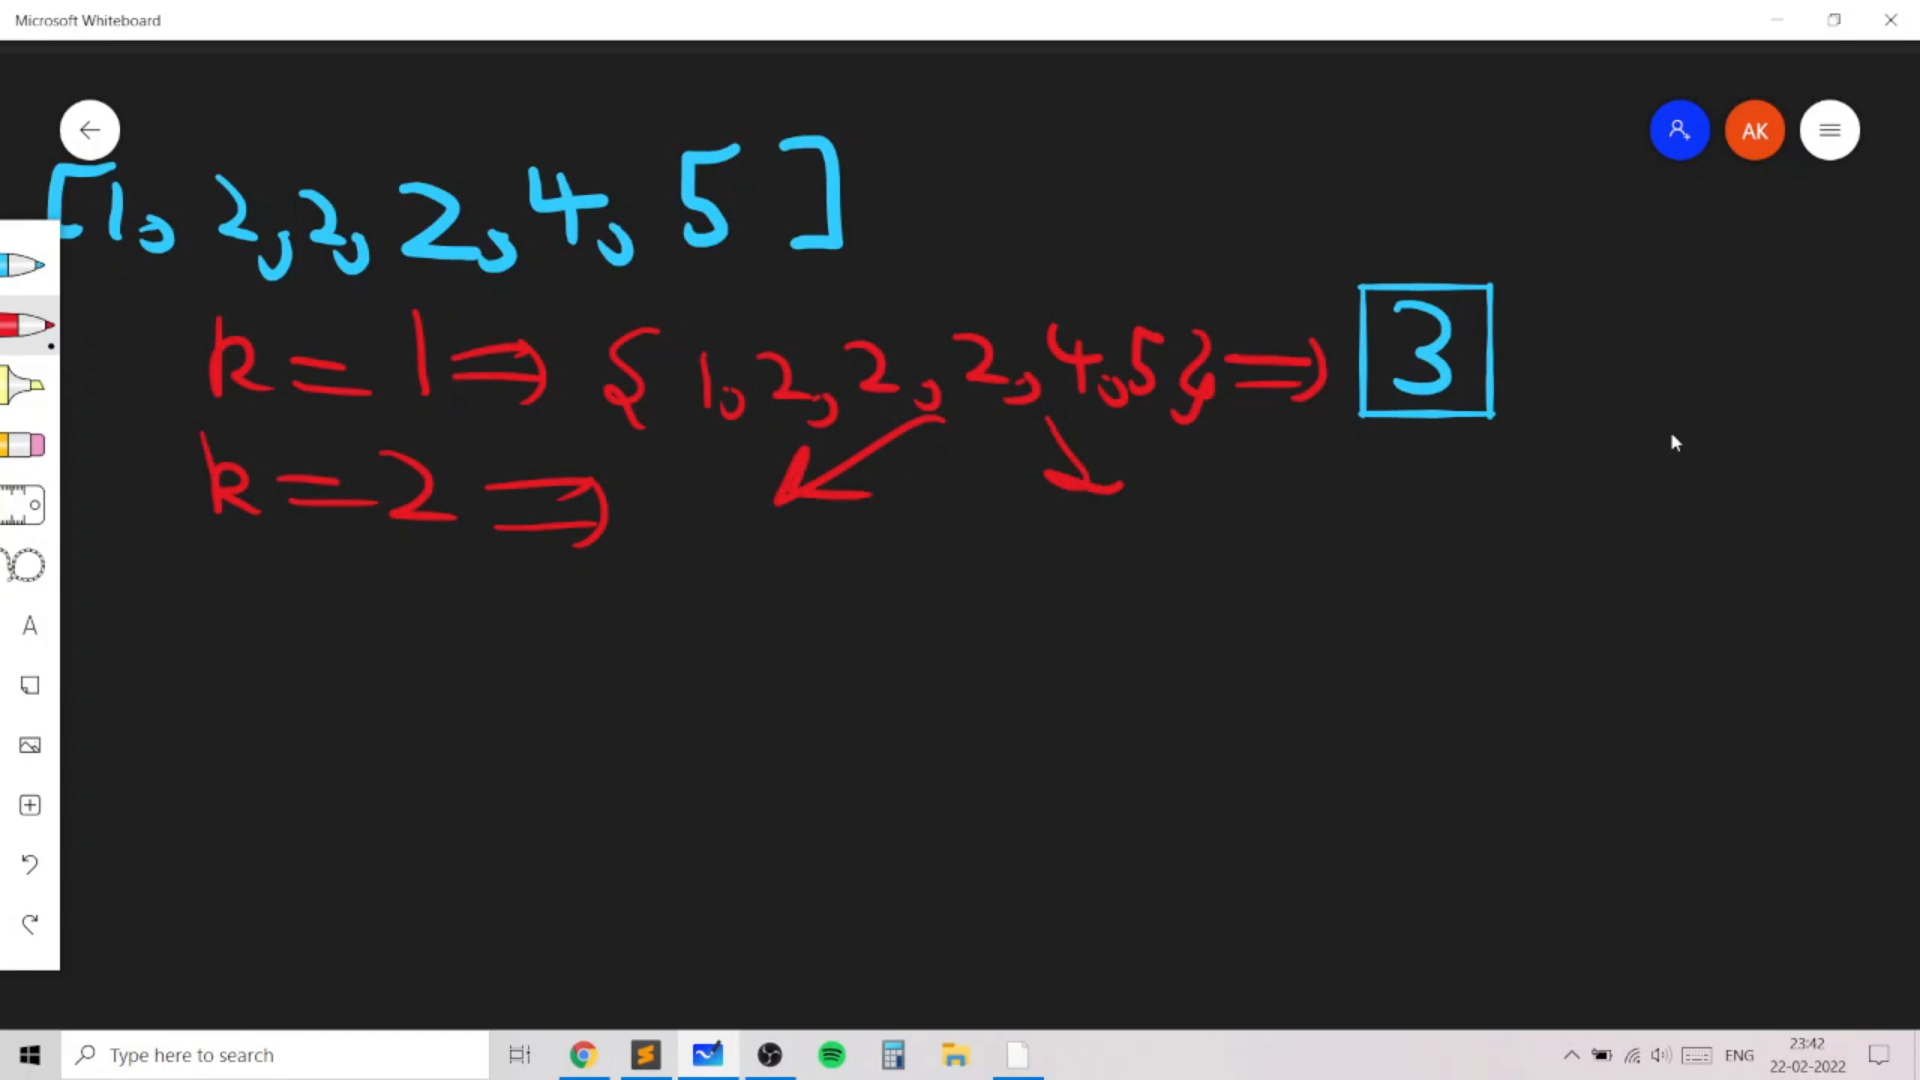 Microsoft Whiteboard
AK
[1, 2, 2, 2, 4, 5]
k = 1 ⇒ { 1, 2, 2, 2, 4, 5 } ⇒ 3
k = 2 ⇒
A
Type here to search
ENG
23:42
22-02-2022